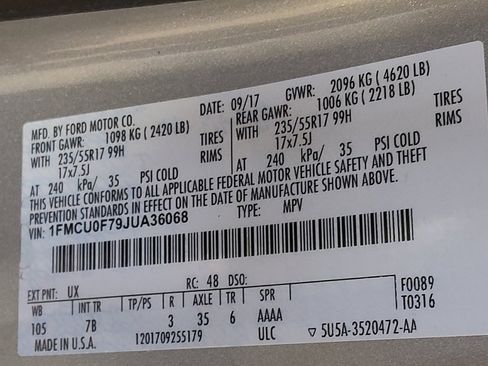 MFD. BY FORD MOTOR CO. DATE: 09/17 GVWR: 2096 KG ( 4620 LB)
FRONT GAWR: 1098 KG ( 2420 LB) REAR GAWR: 1006 KG ( 2218 LB)
WITH 235/55R17 99H TIRES WITH 235/55R17 99H TIRES
17x7.5J RIMS 17x7.5J RIMS
AT 240 kPa/ 35 PSI COLD AT 240 kPa/ 35 PSI COLD
THIS VEHICLE CONFORMS TO ALL APPLICABLE FEDERAL MOTOR VEHICLE SAFETY AND THEFT
PREVENTION STANDARDS IN EFFECT ON THE DATE OF MANUFACTURE SHOWN ABOVE.
VIN: 1FMCU0F79JUA36068 TYPE: MPV
EXT PNT: UX RC: 48 DSO:
WB INT TR TP/PS R AXLE TR SPR F0089
105 7B 3 35 6 AAAA T0316
MADE IN U.S.A. 1201709255179 ULC ▽ 5U5A-3520472-AA